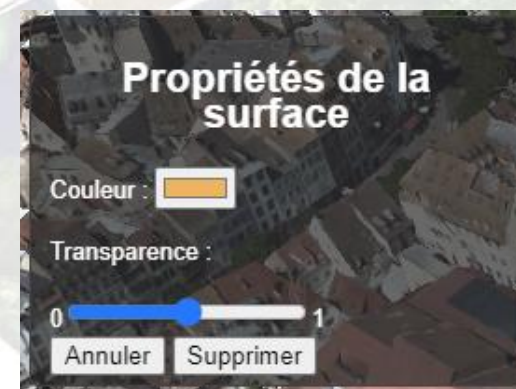 Propriétés de la
surface
Couleur :
Transparence :
0 1
Annuler Supprimer